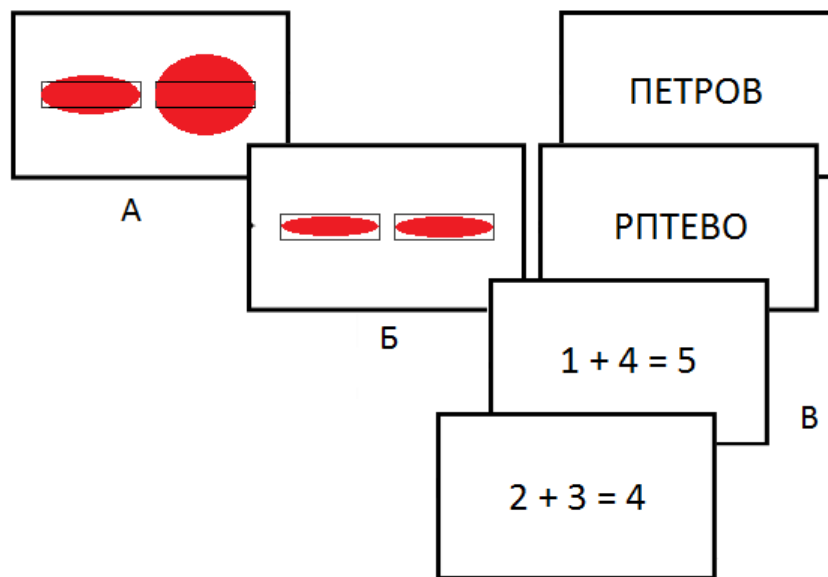 ПЕТРОВ
А
РПТЕВО
Б
1 + 4 = 5
В
2 + 3 = 4